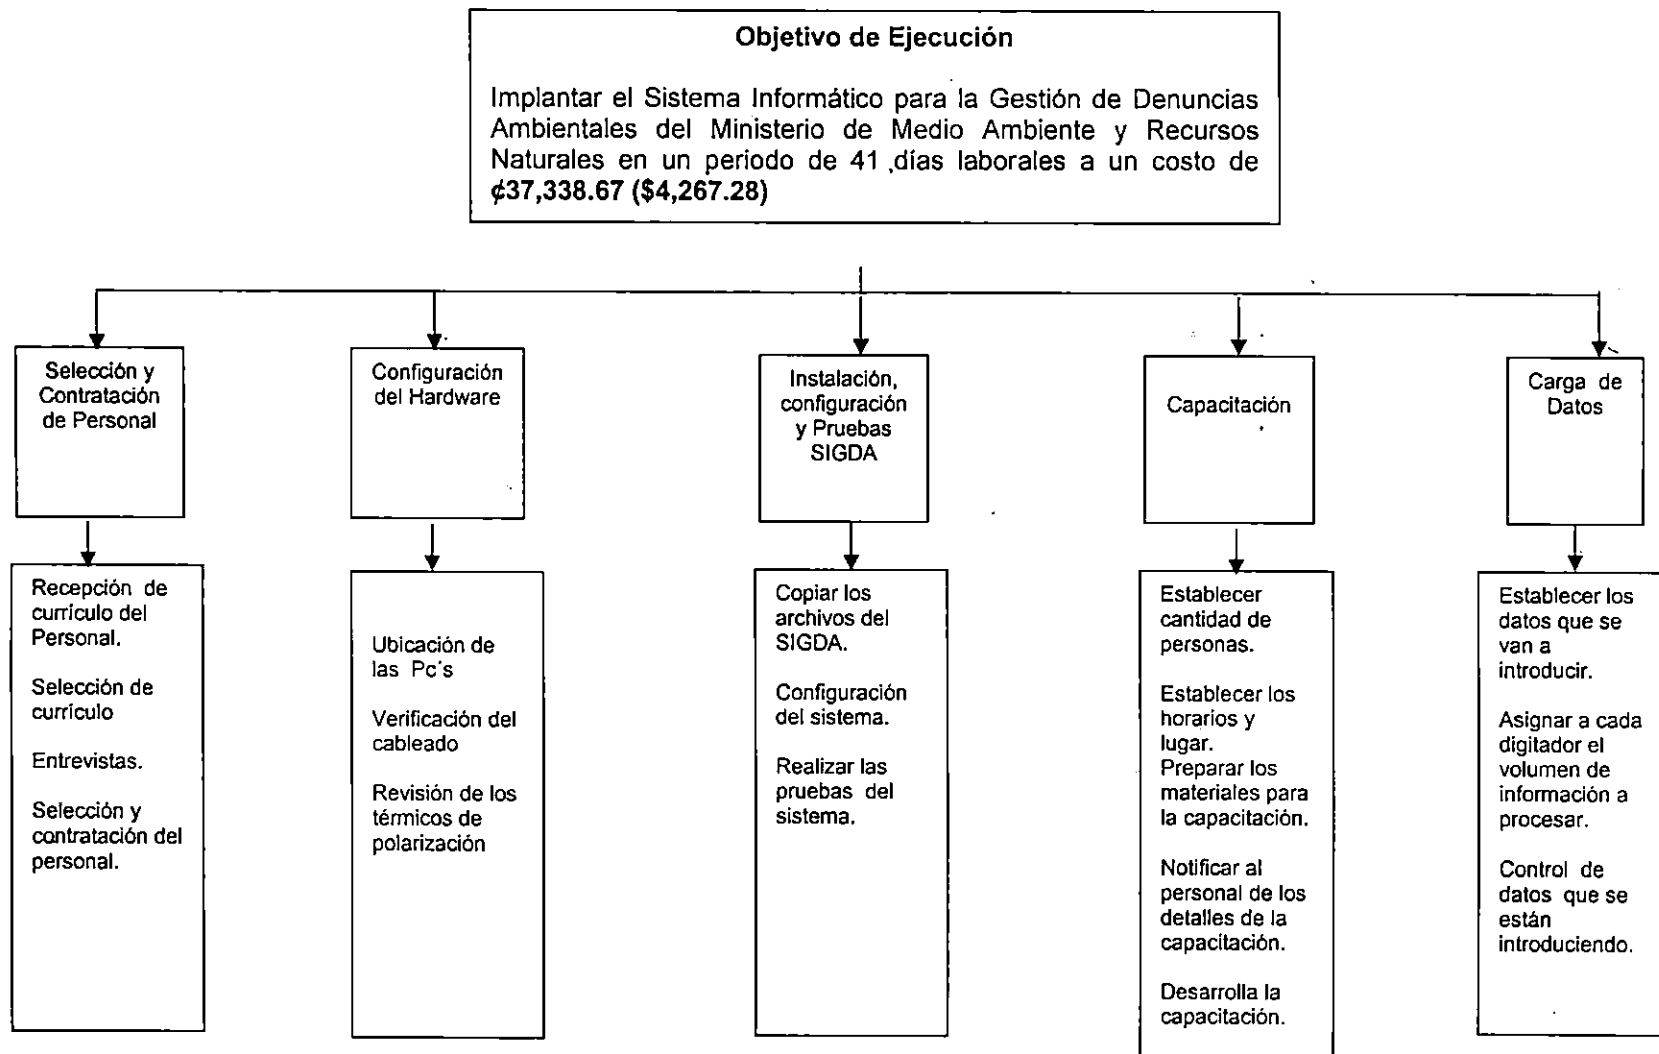 Objetivo de Ejecución
Implantar el Sistema Informático para la Gestión de Denuncias
Ambientales del Ministerio de Medio Ambiente y Recursos
Naturales en un periodo de 41 días laborales a un costo de
¢37,338.67 ($4,267.28)
Selección y
Contratación
de Personal
Configuración
del Hardware
Instalación,
configuración
y Pruebas
SIGDA
Capacitación
Carga de
Datos
Recepción de
currículo del
Personal.
Selección de
currículo
Entrevistas.
Selección y
contratación del
personal.
Ubicación de
las Pc´s
Verificación del
cableado
Revisión de los
térmicos de
polarización
Copiar los
archivos del
SIGDA.
Configuración
del sistema.
Realizar las
pruebas del
sistema.
Establecer
cantidad de
personas.
Establecer los
horarios y
lugar.
Preparar los
materiales para
la capacitación.
Notificar al
personal de los
detalles de la
capacitación.
Desarrolla la
capacitación.
Establecer los
datos que se
van a
introducir.
Asignar a cada
digitador el
volumen de
información a
procesar.
Control de
datos que se
están
introduciendo.